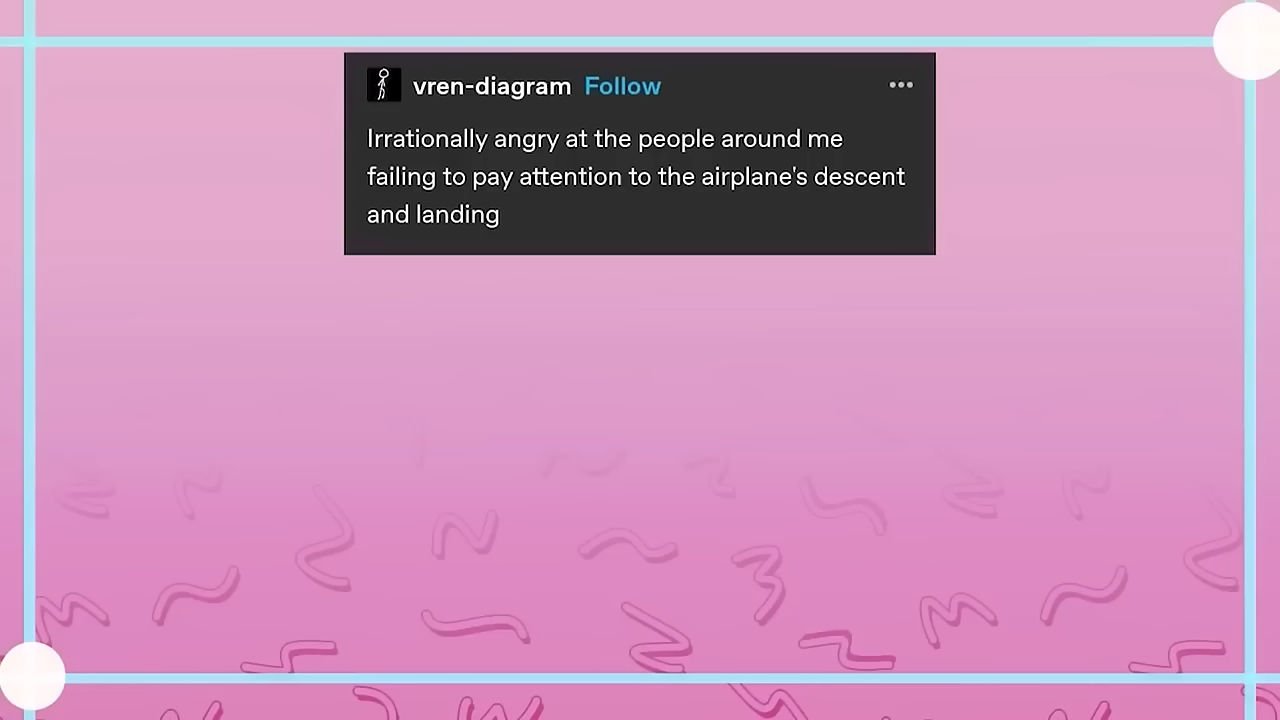 vren-diagram Follow
Irrationally angry at the people around me
failing to pay attention to the airplane's descent
and landing